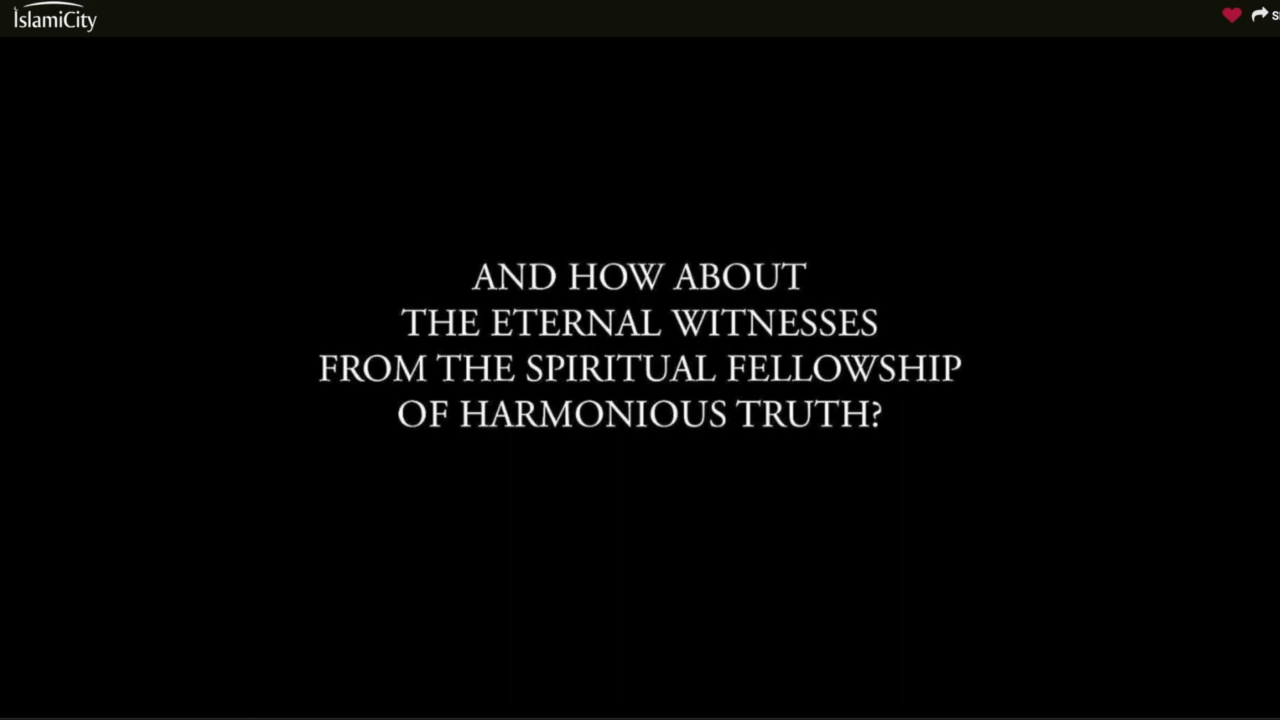 IslamiCity
S
AND HOW ABOUT
THE ETERNAL WITNESSES
FROM THE SPIRITUAL FELLOWSHIP
OF HARMONIOUS TRUTH?